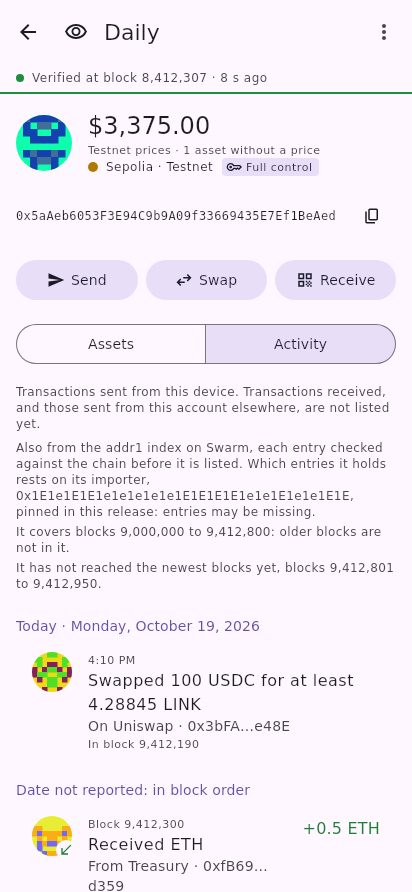 Daily
Verified at block 8,412,307 · 8 s ago
$3,375.00
Testnet prices · 1 asset without a price
Sepolia · Testnet Full control
0x5aAeb6053F3E94C9b9A09f33669435E7Ef1BeAed
Send Swap Receive
Assets Activity
Transactions sent from this device. Transactions received,
and those sent from this account elsewhere, are not listed
yet.
Also from the addr1 index on Swarm, each entry checked
against the chain before it is listed. Which entries it holds
rests on its importer,
0x1E1e1E1E1e1e1e1e1e1E1E1E1E1e1e1E1e1e1e1E1E,
pinned in this release: entries may be missing.
It covers blocks 9,000,000 to 9,412,800: older blocks are
not in it.
It has not reached the newest blocks yet, blocks 9,412,801
to 9,412,950.
Today · Monday, October 19, 2026
4:10 PM
Swapped 100 USDC for at least
4.28845 LINK
On Uniswap · 0x3bFA…e48E
In block 9,412,190
Date not reported: in block order
Block 9,412,300
Received ETH +0.5 ETH
From Treasury · 0xfB69…
d359